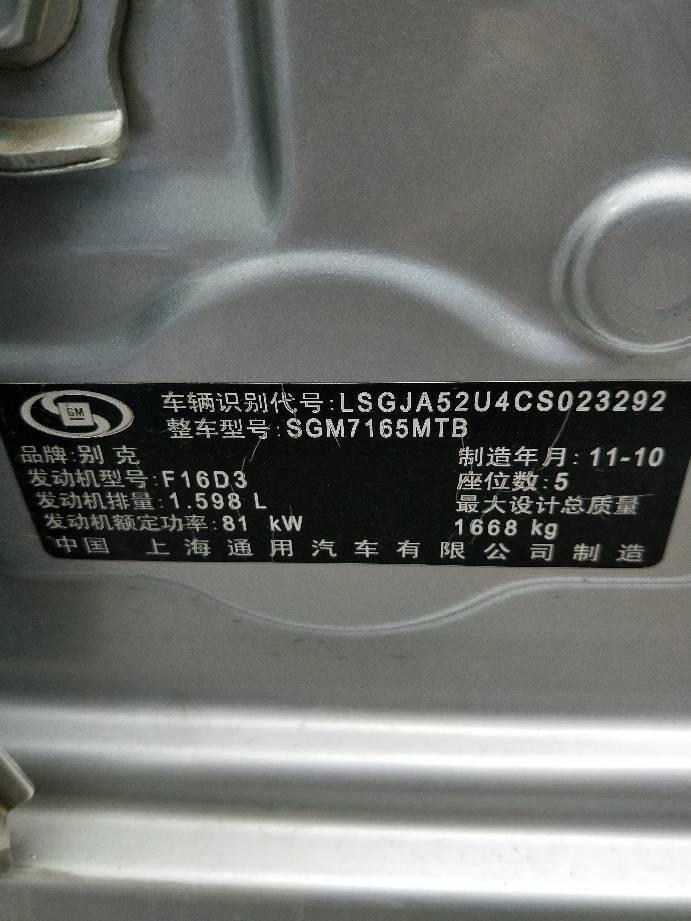 GM
车辆识别代号:LSGJA52U4CS023292
整车型号:SGM7165MTB
品牌:别克
制造年月:11-10
发动机型号:F16D3
座位数:5
发动机排量:1.598 L
最大设计总质量
发动机额定功率:81 kW
1668 kg
中国 上海通用汽车有限公司制造